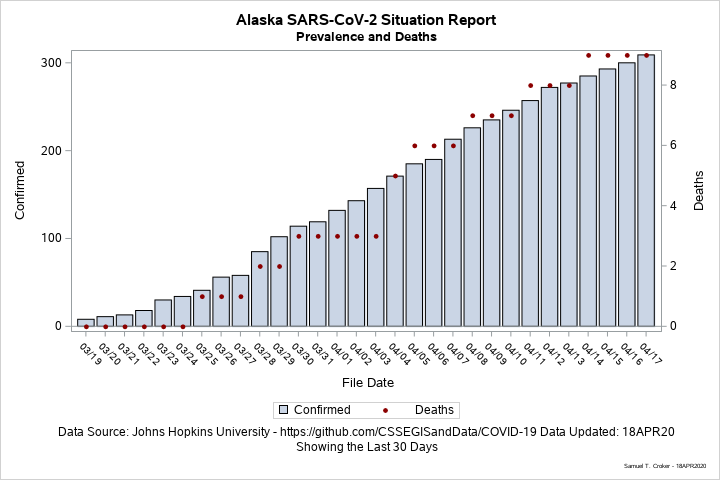 Alaska SARS-CoV-2 Situation Report
Prevalence and Deaths
Confirmed
300
200
100
0
Deaths
8
6
4
2
0
03/19 03/20 03/21 03/22 03/23 03/24 03/25 03/26 03/27 03/28 03/29 03/30 03/31 04/01 04/02 04/03 04/04 04/05 04/06 04/07 04/08 04/09 04/10 04/11 04/12 04/13 04/14 04/15 04/16 04/17
File Date
Confirmed Deaths
Data Source: Johns Hopkins University - https://github.com/CSSEGISandData/COVID-19 Data Updated: 18APR20
Showing the Last 30 Days
Samuel T. Croker - 18APR2020